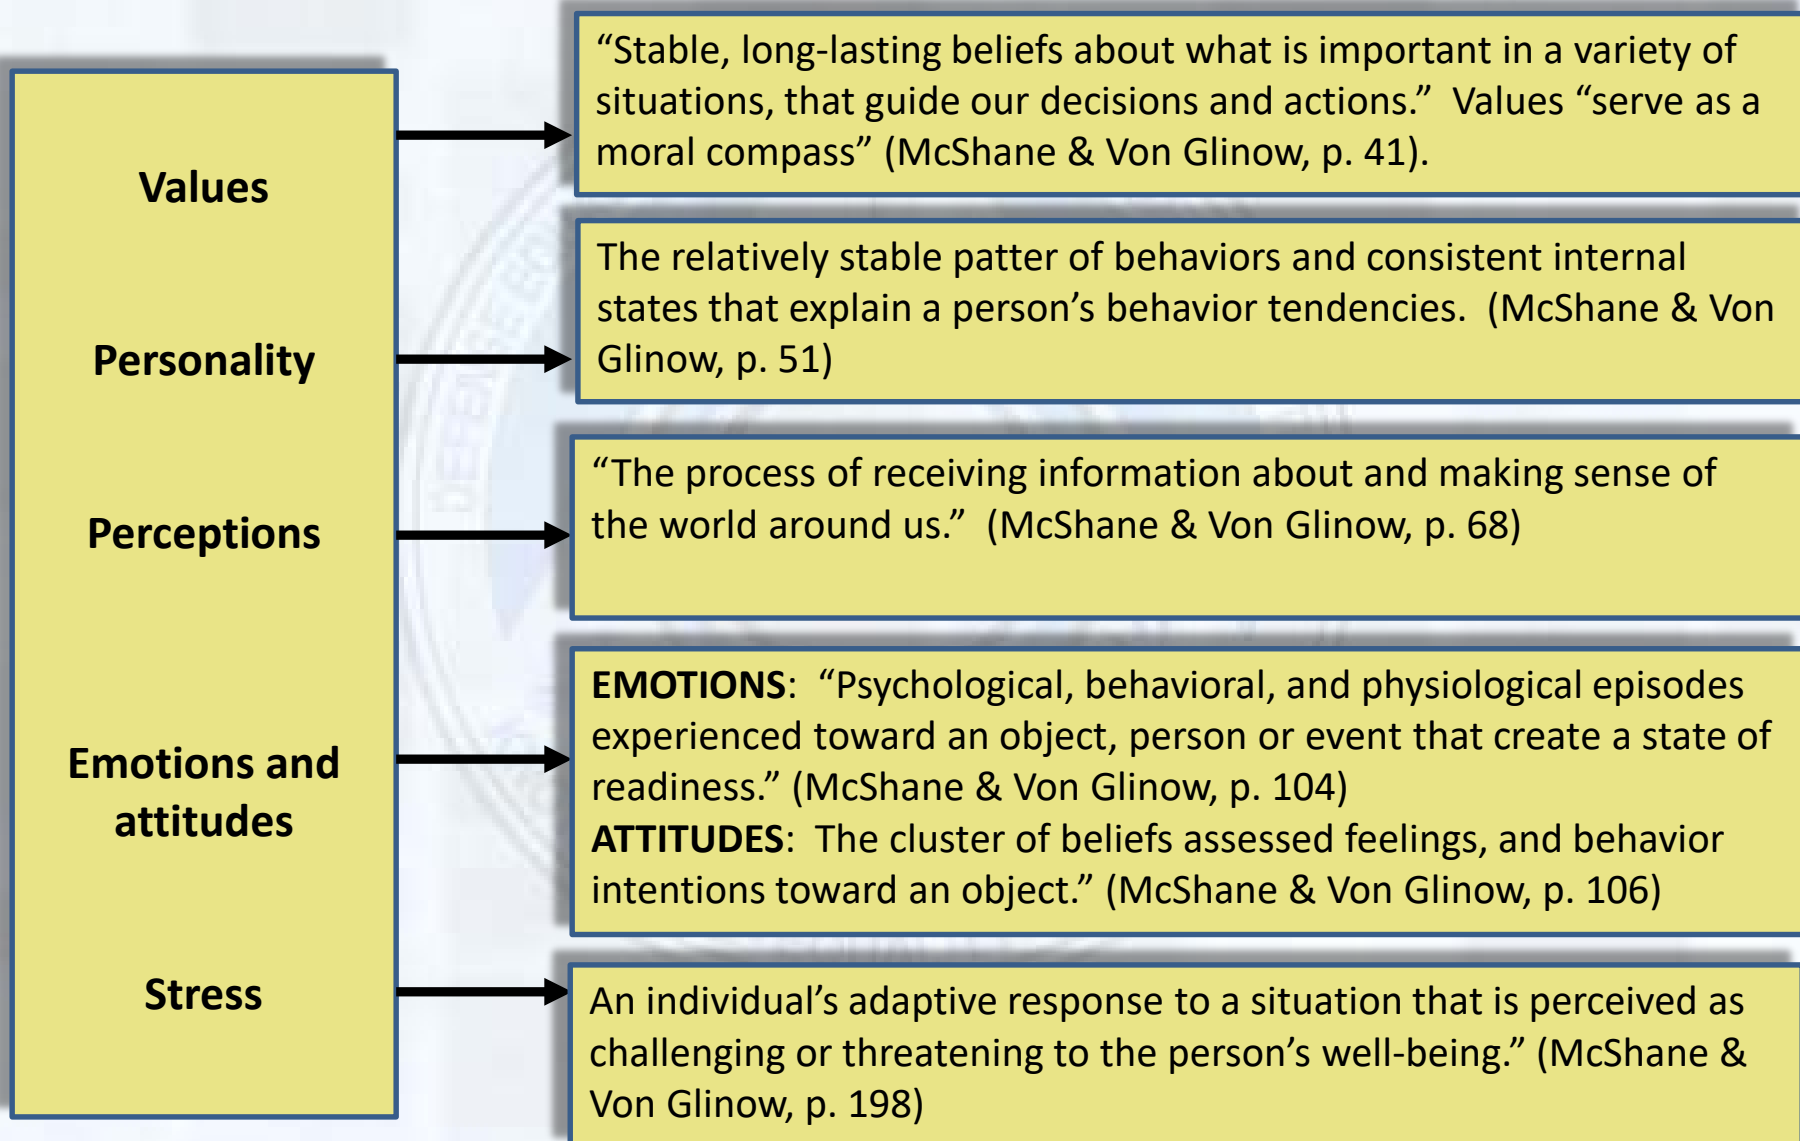 Values
“Stable, long-lasting beliefs about what is important in a variety of
situations, that guide our decisions and actions.” Values “serve as a
moral compass” (McShane & Von Glinow, p. 41).
Personality
The relatively stable patter of behaviors and consistent internal
states that explain a person’s behavior tendencies. (McShane & Von
Glinow, p. 51)
Perceptions
“The process of receiving information about and making sense of
the world around us.” (McShane & Von Glinow, p. 68)
Emotions and
attitudes
EMOTIONS: “Psychological, behavioral, and physiological episodes
experienced toward an object, person or event that create a state of
readiness.” (McShane & Von Glinow, p. 104)
ATTITUDES: The cluster of beliefs assessed feelings, and behavior
intentions toward an object.” (McShane & Von Glinow, p. 106)
Stress
An individual’s adaptive response to a situation that is perceived as
challenging or threatening to the person’s well-being.” (McShane &
Von Glinow, p. 198)